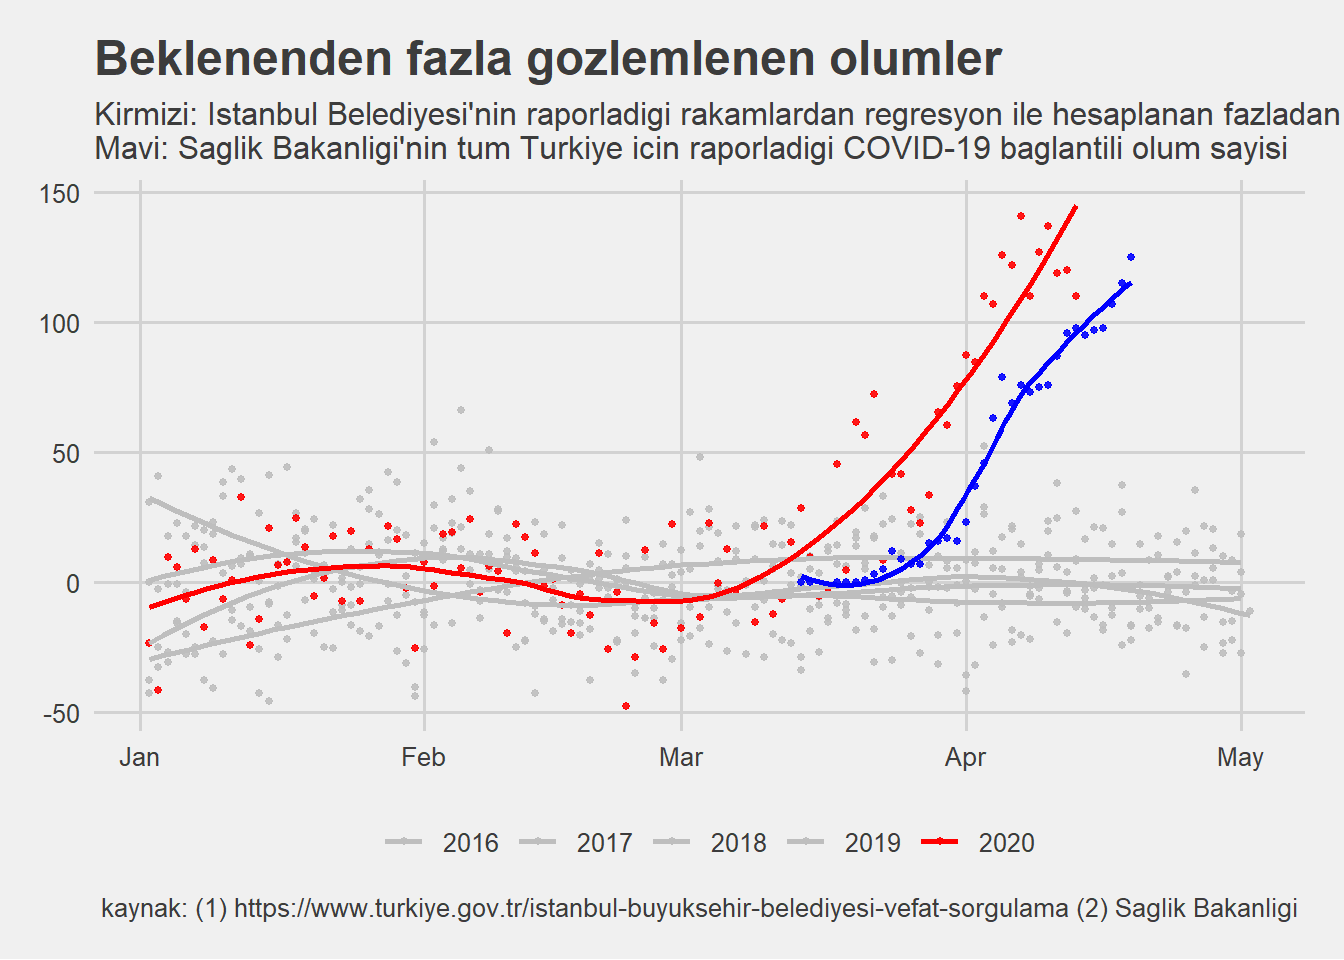 Beklenenden fazla gozlemlenen olumler
Kirmizi: Istanbul Belediyesi'nin raporladigi rakamlardan regresyon ile hesaplanan fazladan
Mavi: Saglik Bakanligi'nin tum Turkiye icin raporladigi COVID-19 baglantili olum sayisi
150
100
50
0
-50
Jan Feb Mar Apr May
2016 2017 2018 2019 2020
kaynak: (1) https://www.turkiye.gov.tr/istanbul-buyuksehir-belediyesi-vefat-sorgulama (2) Saglik Bakanligi